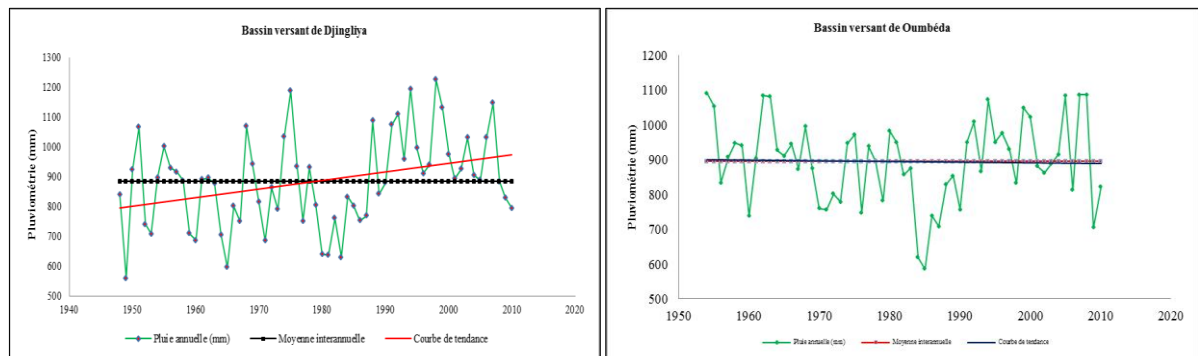 Bassin versant de Djingliya
Pluviométrie (mm)
1300
1200
1100
1000
900
800
700
600
500
1940 1950 1960 1970 1980 1990 2000 2010 2020
Pluie annuelle (mm) Moyenne interannuelle Courbe de tendance
Bassin versant de Oumbéda
Pluviométrie (mm)
1200
1100
1000
900
800
700
600
500
1950 1960 1970 1980 1990 2000 2010 2020
Pluie annuelle (mm) Moyenne interannuelle Courbe de tendance